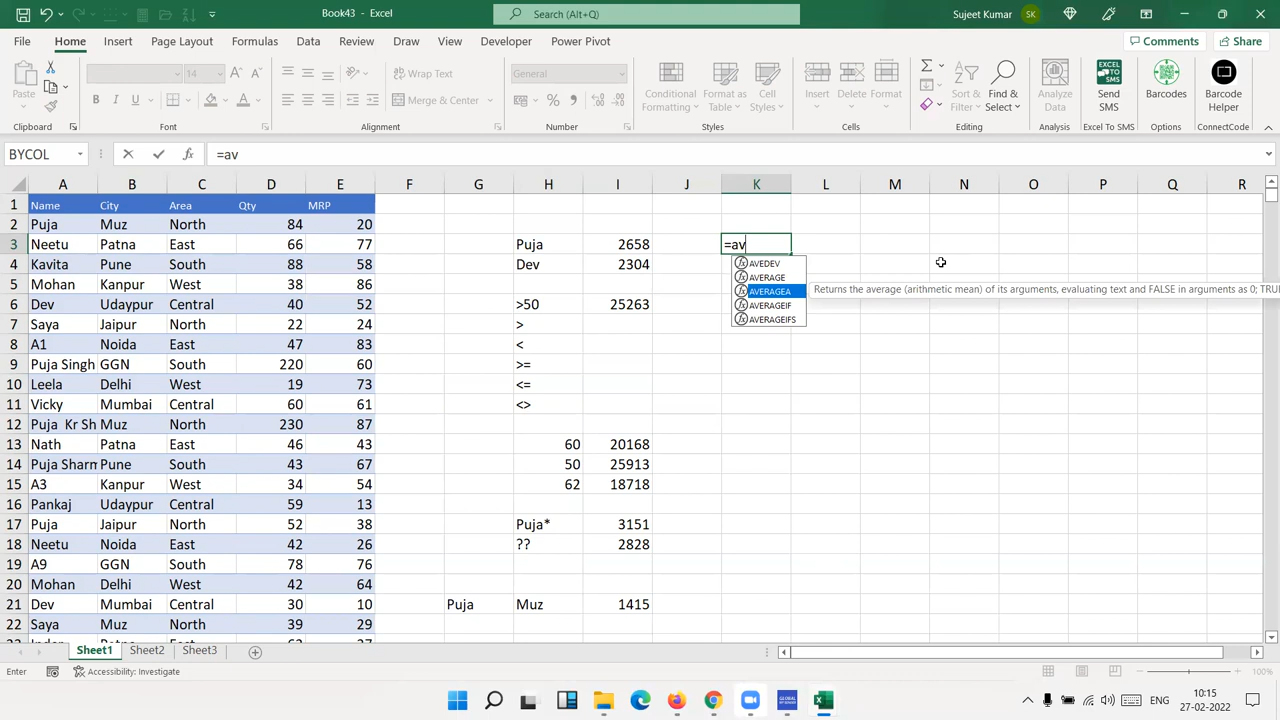 Book43 - Excel
Search (Alt+Q)
Sujeet Kumar
SK
File Home Insert Page Layout Formulas Data Review View Draw Developer Power Pivot
Comments
Share
Paste
14
B I U
Wrap Text
Merge & Center
General
Conditional Formatting
Format as Table
Cell Styles
Insert
Delete
Format
Sort & Filter
Find & Select
Analyze Data
Excel To SMS
Send SMS
Barcodes
Barcode Helper
Clipboard Font Alignment Number Styles Cells Editing Analysis Excel To SMS Options ConnectCode
BYCOL
fx
=av
A B C D E F G H I J K L M N O P Q R
1 Name City Area Qty MRP
2 Puja Muz North 84 20
3 Neetu Patna East 66 77 Puja 2658 =av
4 Kavita Pune South 88 58 Dev 2304
5 Mohan Kanpur West 38 86
6 Dev Udaypur Central 40 52 >50 25263
7 Saya Jaipur North 22 24 >
8 A1 Noida East 47 83 <
9 Puja Singh GGN South 220 60 >=
10 Leela Delhi West 19 73 <=
11 Vicky Mumbai Central 60 61 <>
12 Puja Kr Sh Muz North 230 87
13 Nath Patna East 46 43 60 20168
14 Puja Sharm Pune South 43 67 50 25913
15 A3 Kanpur West 34 54 62 18718
16 Pankaj Udaypur Central 59 13
17 Puja Jaipur North 52 38 Puja* 3151
18 Neetu Noida East 42 26 ?? 2828
19 A9 GGN South 78 76
20 Mohan Delhi West 42 64
21 Dev Mumbai Central 30 10 Puja Muz 1415
22 Saya Muz North 39 29
AVEDEV
AVERAGE
AVERAGEA
AVERAGEIF
AVERAGEIFS
Returns the average (arithmetic mean) of its arguments, evaluating text and FALSE in arguments as 0; TRU
Sheet1 Sheet2 Sheet3
Enter
Accessibility: Investigate
100%
ENG
10:15
27-02-2022